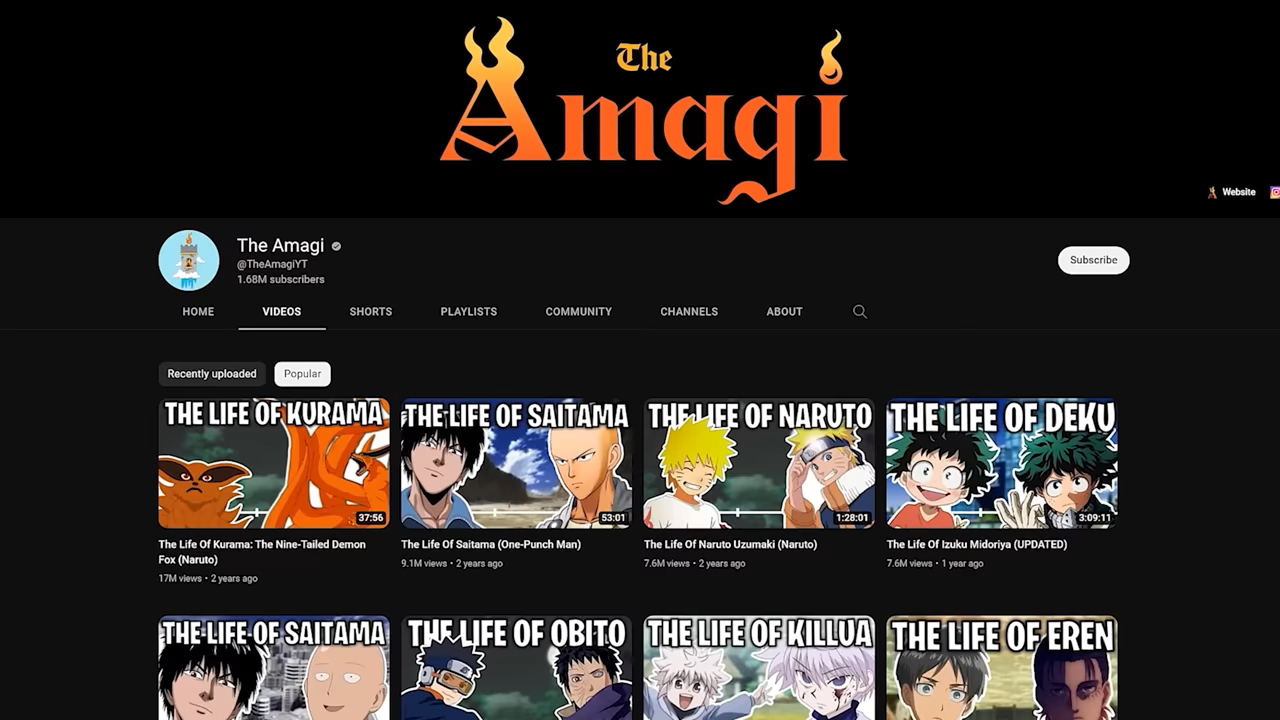 The
Amagi
Website
The Amagi
@TheAmagiYT
1.68M subscribers
Subscribe
HOME VIDEOS SHORTS PLAYLISTS COMMUNITY CHANNELS ABOUT
Recently uploaded Popular
THE LIFE OF KURAMA THE LIFE OF SAITAMA THE LIFE OF NARUTO THE LIFE OF DEKU
37:56 53:01 1:28:01 3:09:11
The Life Of Kurama: The Nine-Tailed Demon Fox (Naruto)
17M views • 2 years ago
The Life Of Saitama (One-Punch Man)
9.1M views • 2 years ago
The Life Of Naruto Uzumaki (Naruto)
7.6M views • 2 years ago
The Life Of Izuku Midoriya (UPDATED)
7.6M views • 1 year ago
THE LIFE OF SAITAMA THE LIFE OF OBITO THE LIFE OF KILLUA THE LIFE OF EREN